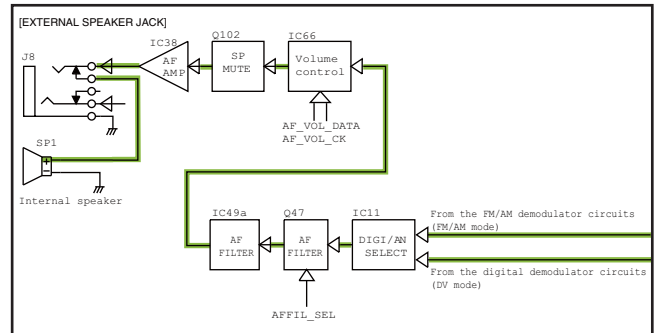 [EXTERNAL SPEAKER JACK]
J8
IC38
AF
AMP
Q102
SP
MUTE
IC66
Volume
control
AF_VOL_DATA
AF_VOL_CK
SP1
+
-
Internal speaker
IC49a
AF
FILTER
Q47
AF
FILTER
IC11
DIGI/AN
SELECT
From the FM/AM demodulator circuits
(FM/AM mode)
From the digital demodulator circuits
(DV mode)
AFFIL_SEL